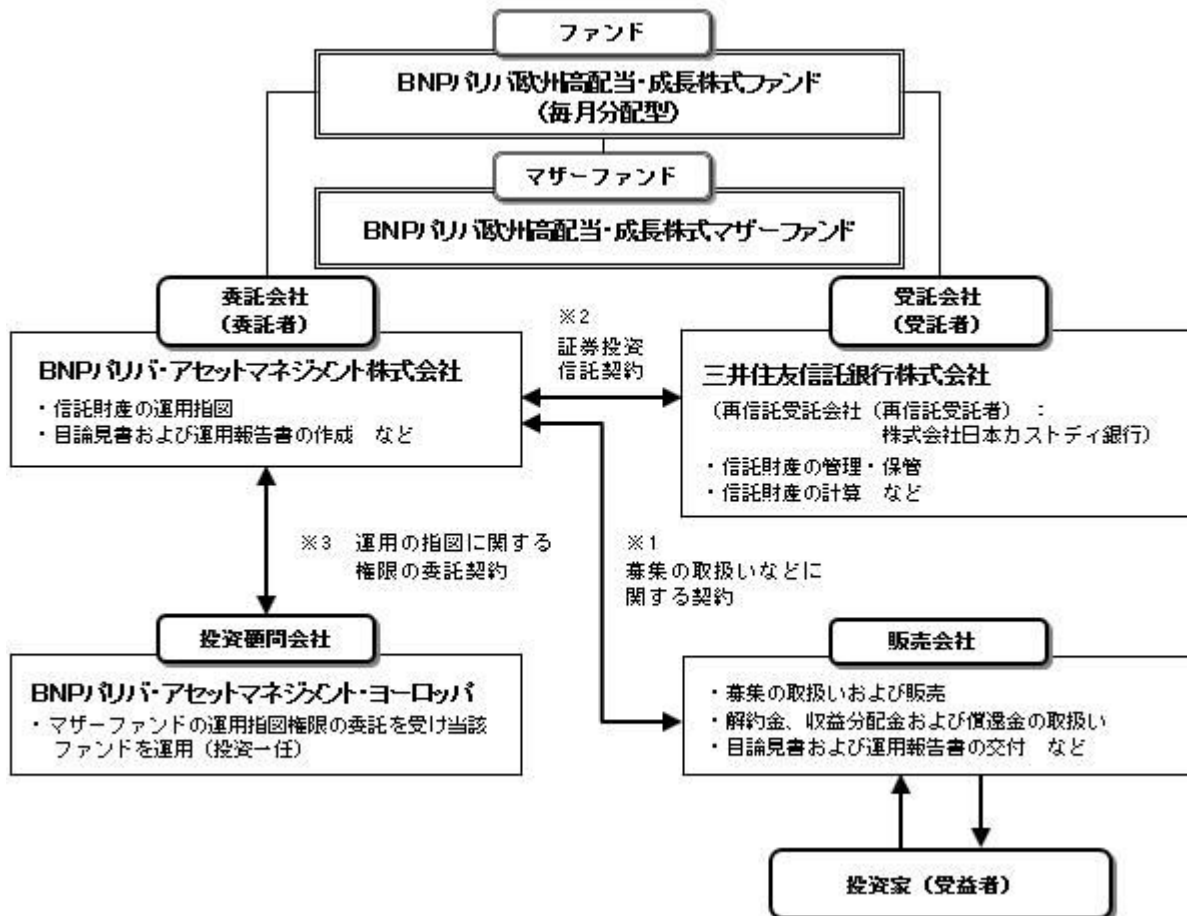 ファンド
BNPパリバ欧州高配当・成長株式ファンド
(毎月分配型)
マザーファンド
BNPパリバ欧州高配当・成長株式マザーファンド
委託会社
(委託者)
BNPパリバ・アセットマネジメント株式会社
・信託財産の運用指図
・目論見書および運用報告書の作成 など
※2
証券投資
信託契約
受託会社
(受託者)
三井住友信託銀行株式会社
(再信託受託会社(再信託受託者) :
株式会社日本カストディ銀行)
・信託財産の管理・保管
・信託財産の計算 など
※3 運用の指図に関する
権限の委託契約
※1
募集の取扱いなどに
関する契約
投資顧問会社
BNPパリバ・アセットマネジメント・ヨーロッパ
・マザーファンドの運用指図権限の委託を受け当該
ファンドを運用(投資一任)
販売会社
・募集の取扱いおよび販売
・解約金、収益分配金および償還金の取扱い
・目論見書および運用報告書の交付 など
投資家(受益者)